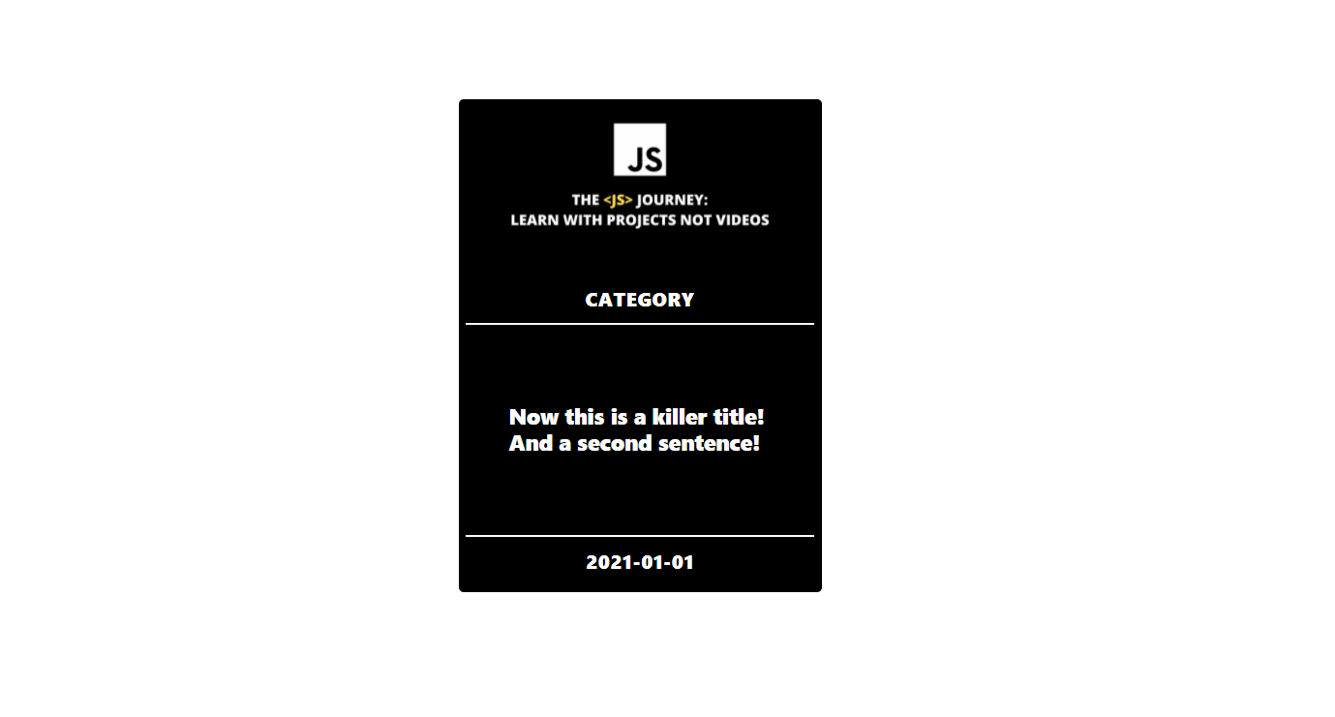 JS
THE <JS> JOURNEY:
LEARN WITH PROJECTS NOT VIDEOS
CATEGORY
Now this is a killer title!
And a second sentence!
2021-01-01